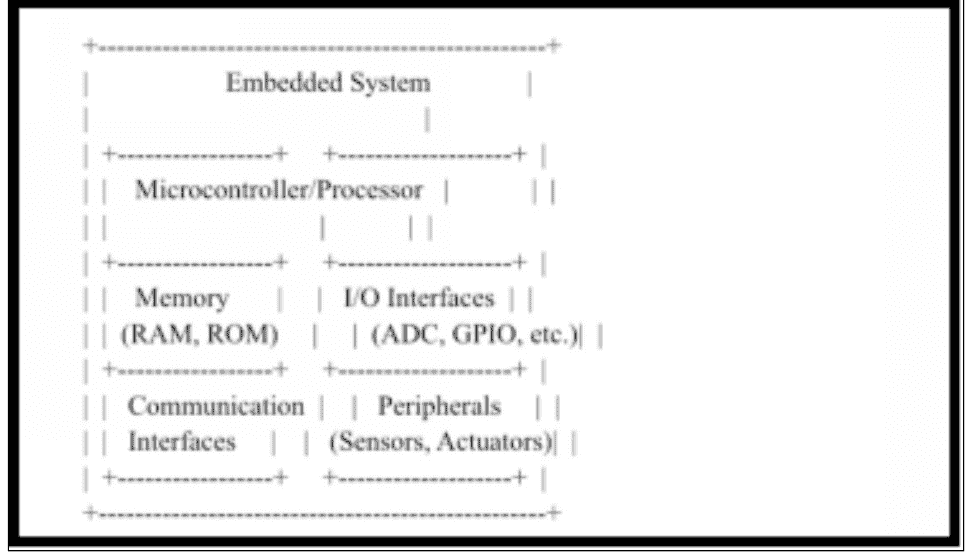 +------------------------------------------------+
| Embedded System |
| |
| +-----------------+ +-------------------+ |
| | Microcontroller/Processor | | |
| | | | |
| +-----------------+ +-------------------+ |
| | Memory | | I/O Interfaces | |
| | (RAM, ROM) | | (ADC, GPIO, etc.)| |
| +-----------------+ +-------------------+ |
| | Communication | | Peripherals | |
| | Interfaces | | (Sensors, Actuators)| |
| +-----------------+ +-------------------+ |
+------------------------------------------------+